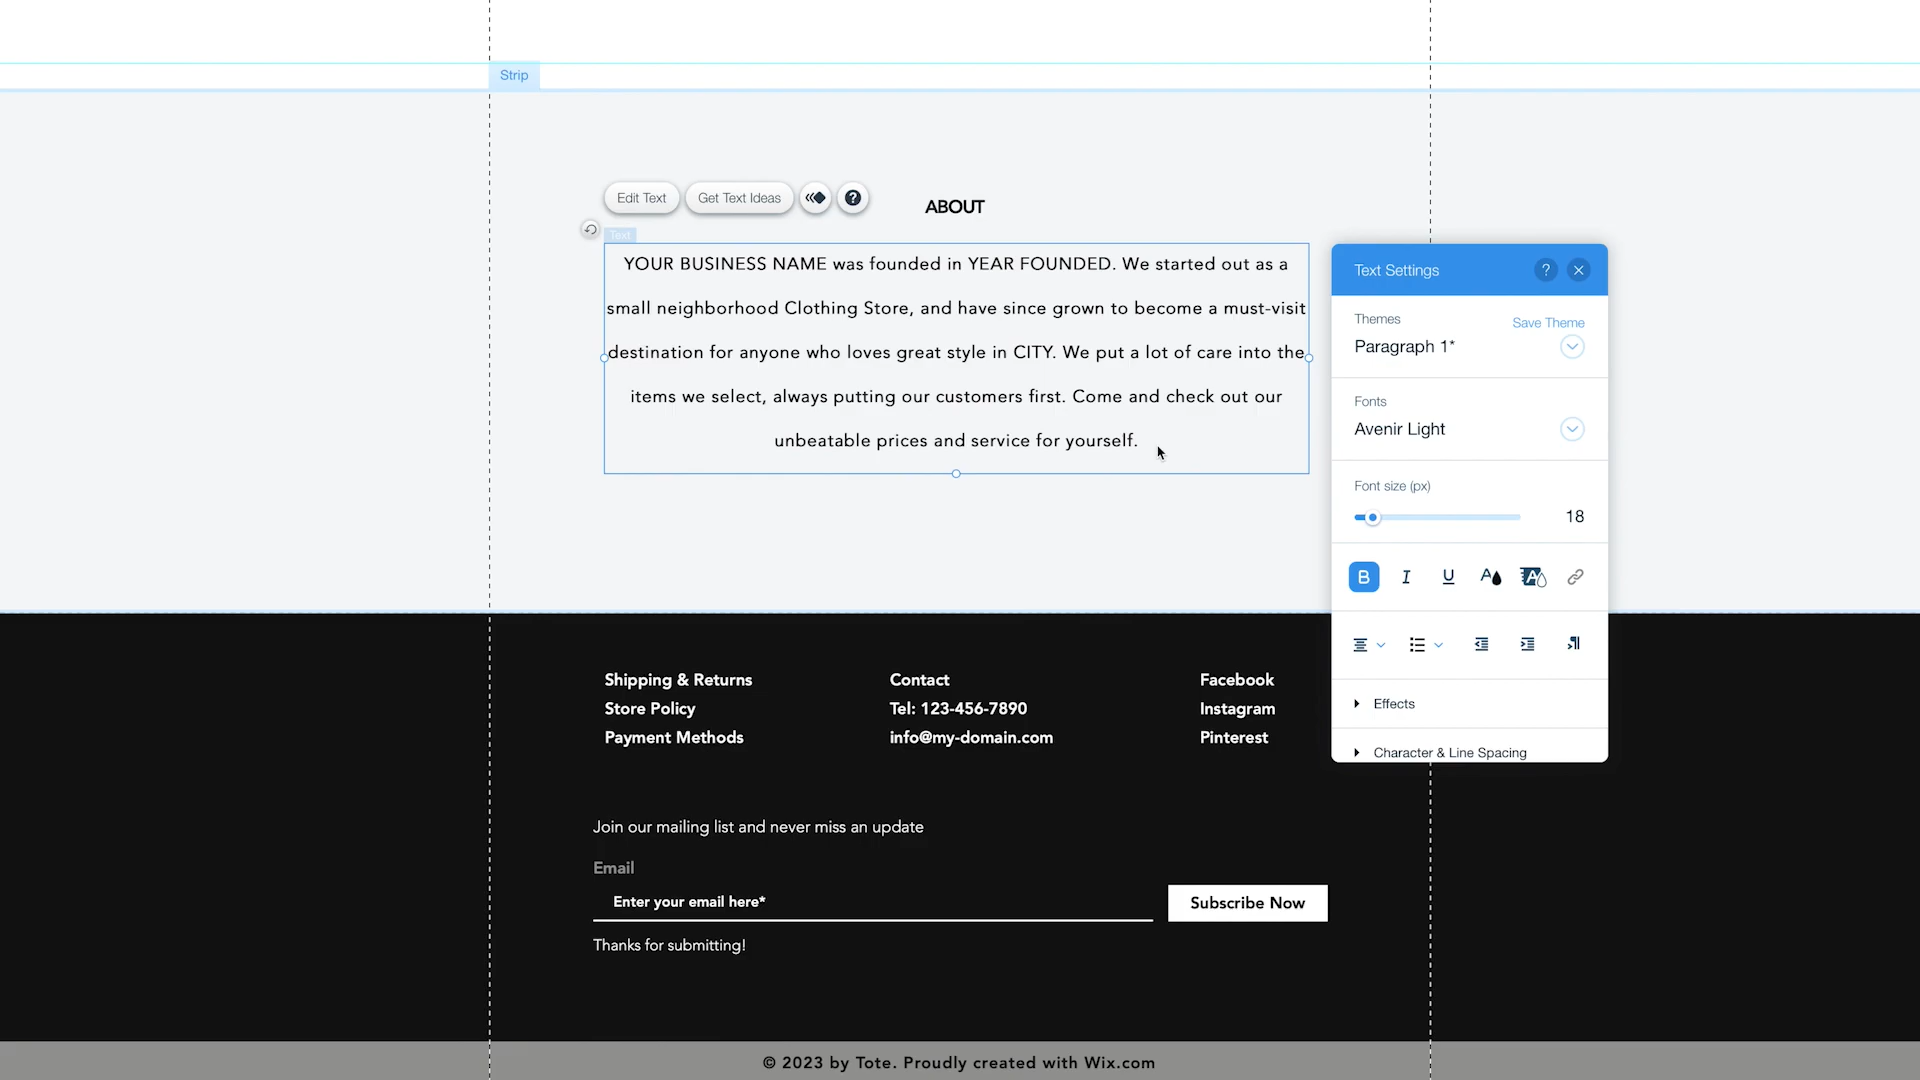 Strip
Edit Text
Get Text Ideas
?
ABOUT
Text
YOUR BUSINESS NAME was founded in YEAR FOUNDED. We started out as a
small neighborhood Clothing Store, and have since grown to become a must-visit
destination for anyone who loves great style in CITY. We put a lot of care into the
items we select, always putting our customers first. Come and check out our
unbeatable prices and service for yourself.
Text Settings
?
Themes
Save Theme
Paragraph 1*
Fonts
Avenir Light
Font size (px)
18
B I U A A
Effects
Character & Line Spacing
Shipping & Returns
Store Policy
Payment Methods
Contact
Tel: 123-456-7890
info@my-domain.com
Facebook
Instagram
Pinterest
Join our mailing list and never miss an update
Email
Enter your email here*
Subscribe Now
Thanks for submitting!
© 2023 by Tote. Proudly created with Wix.com